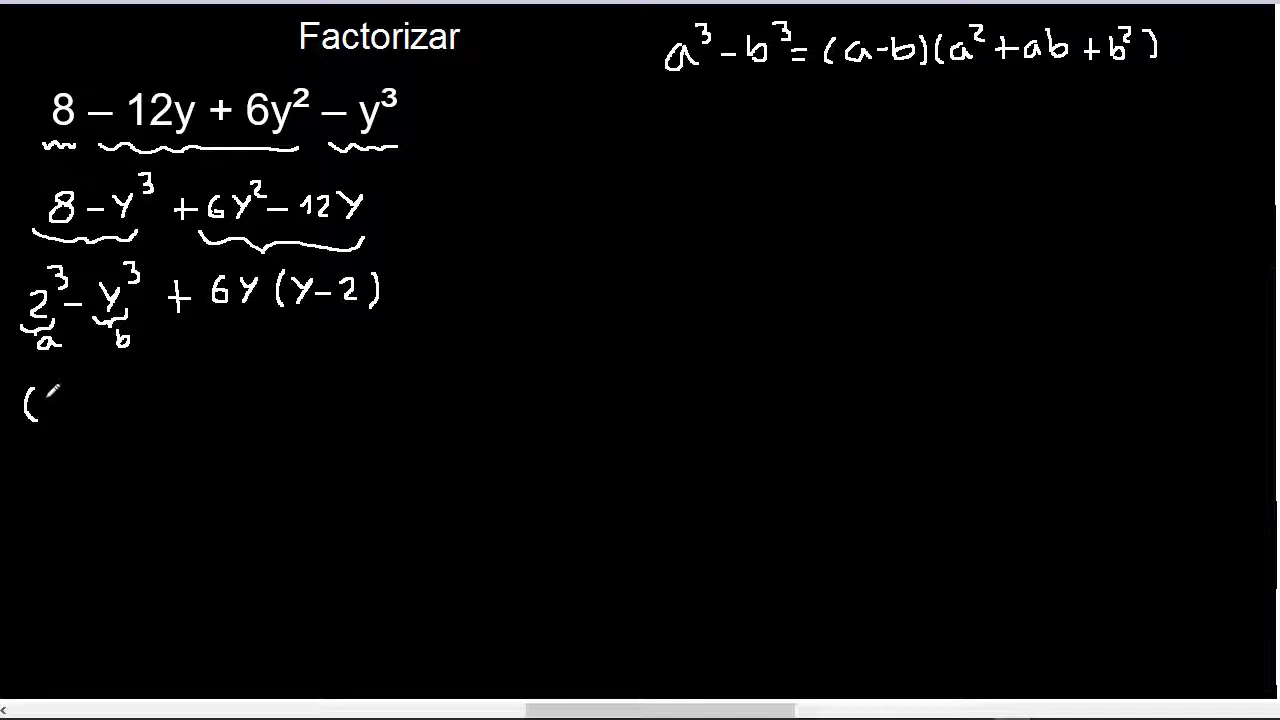 Factorizar
a³ - b³ = (a-b)(a² + ab + b²)
8 – 12y + 6y² – y³
8 - y³ + 6y² - 12y
2³ - y³ + 6y (y - 2)
a b
(